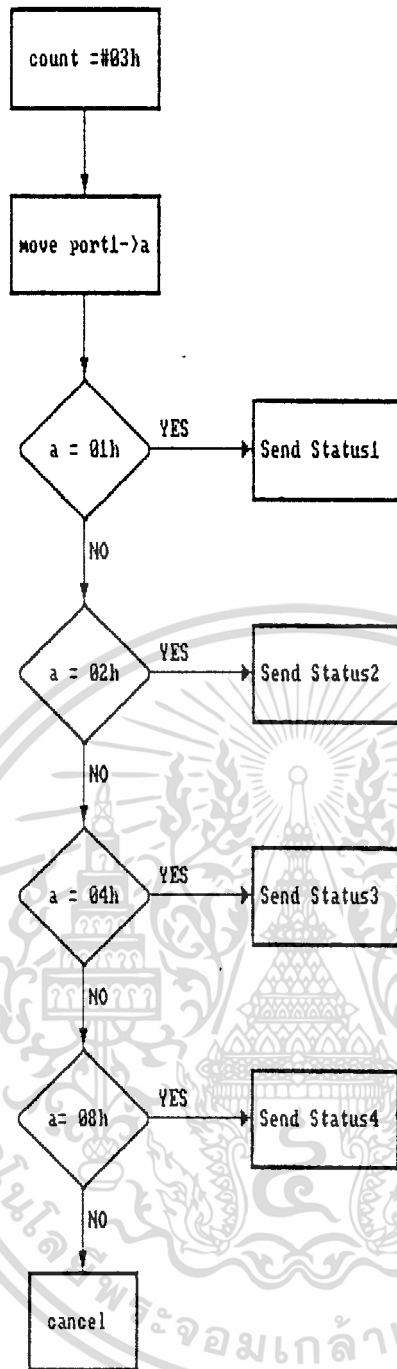 count =#03h
move port1->a
a = 01h
YES
Send Status1
NO
a = 02h
YES
Send Status2
NO
a = 04h
YES
Send Status3
NO
a= 08h
YES
Send Status4
NO
cancel